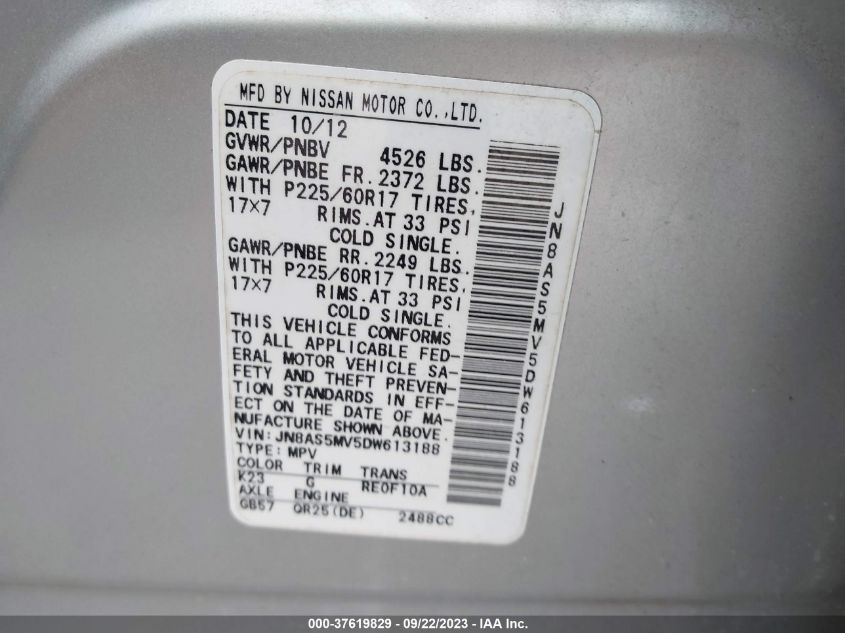 MFD BY NISSAN MOTOR CO.,LTD.
DATE 10/12
GVWR/PNBV 4526 LBS.
GAWR/PNBE FR. 2372 LBS.
WITH P225/60R17 TIRES,
17×7 RIMS.AT 33 PSI
COLD SINGLE.
GAWR/PNBE RR. 2249 LBS.
WITH P225/60R17 TIRES,
17×7 RIMS.AT 33 PSI
COLD SINGLE.
THIS VEHICLE CONFORMS
TO ALL APPLICABLE FED-
ERAL MOTOR VEHICLE SA-
FETY AND THEFT PREVEN-
TION STANDARDS IN EFF-
ECT ON THE DATE OF MA-
NUFACTURE SHOWN ABOVE.
VIN: JN8AS5MV5DW613188
TYPE: MPV
COLOR TRIM TRANS
K23 G RE0F10A
AXLE ENGINE
GB57 QR25(DE) 2488CC
JN8AS5MV5DW613188
000-37619829 - 09/22/2023 - IAA Inc.